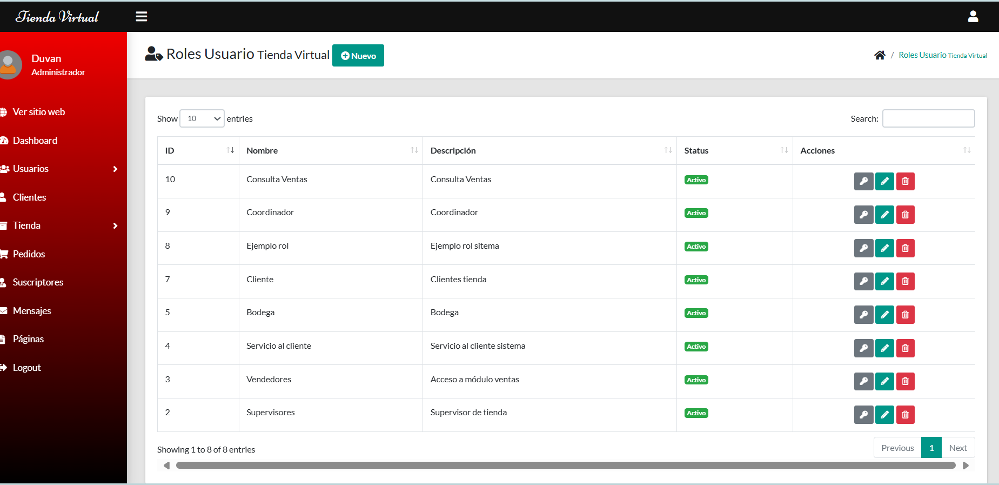 Tienda Virtual
Duvan
Administrador
Ver sitio web
Dashboard
Usuarios
Clientes
Tienda
Pedidos
Suscriptores
Mensajes
Páginas
Logout
Roles Usuario Tienda Virtual Nuevo
/ Roles Usuario Tienda Virtual
Show 10 entries Search:
ID Nombre Descripción Status Acciones
10 Consulta Ventas Consulta Ventas Activo
9 Coordinador Coordinador Activo
8 Ejemplo rol Ejemplo rol sitema Activo
7 Cliente Clientes tienda Activo
5 Bodega Bodega Activo
4 Servicio al cliente Servicio al cliente sistema Activo
3 Vendedores Acceso a módulo ventas Activo
2 Supervisores Supervisor de tienda Activo
Showing 1 to 8 of 8 entries Previous 1 Next